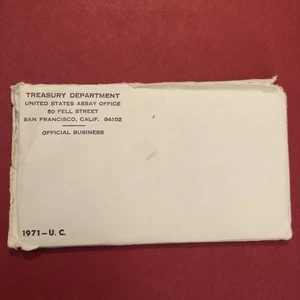 TREASURY DEPARTMENT
UNITED STATES ASSAY OFFICE
50 FELL STREET
SAN FRANCISCO, CALIF. 94102
OFFICIAL BUSINESS
1971-U. C.